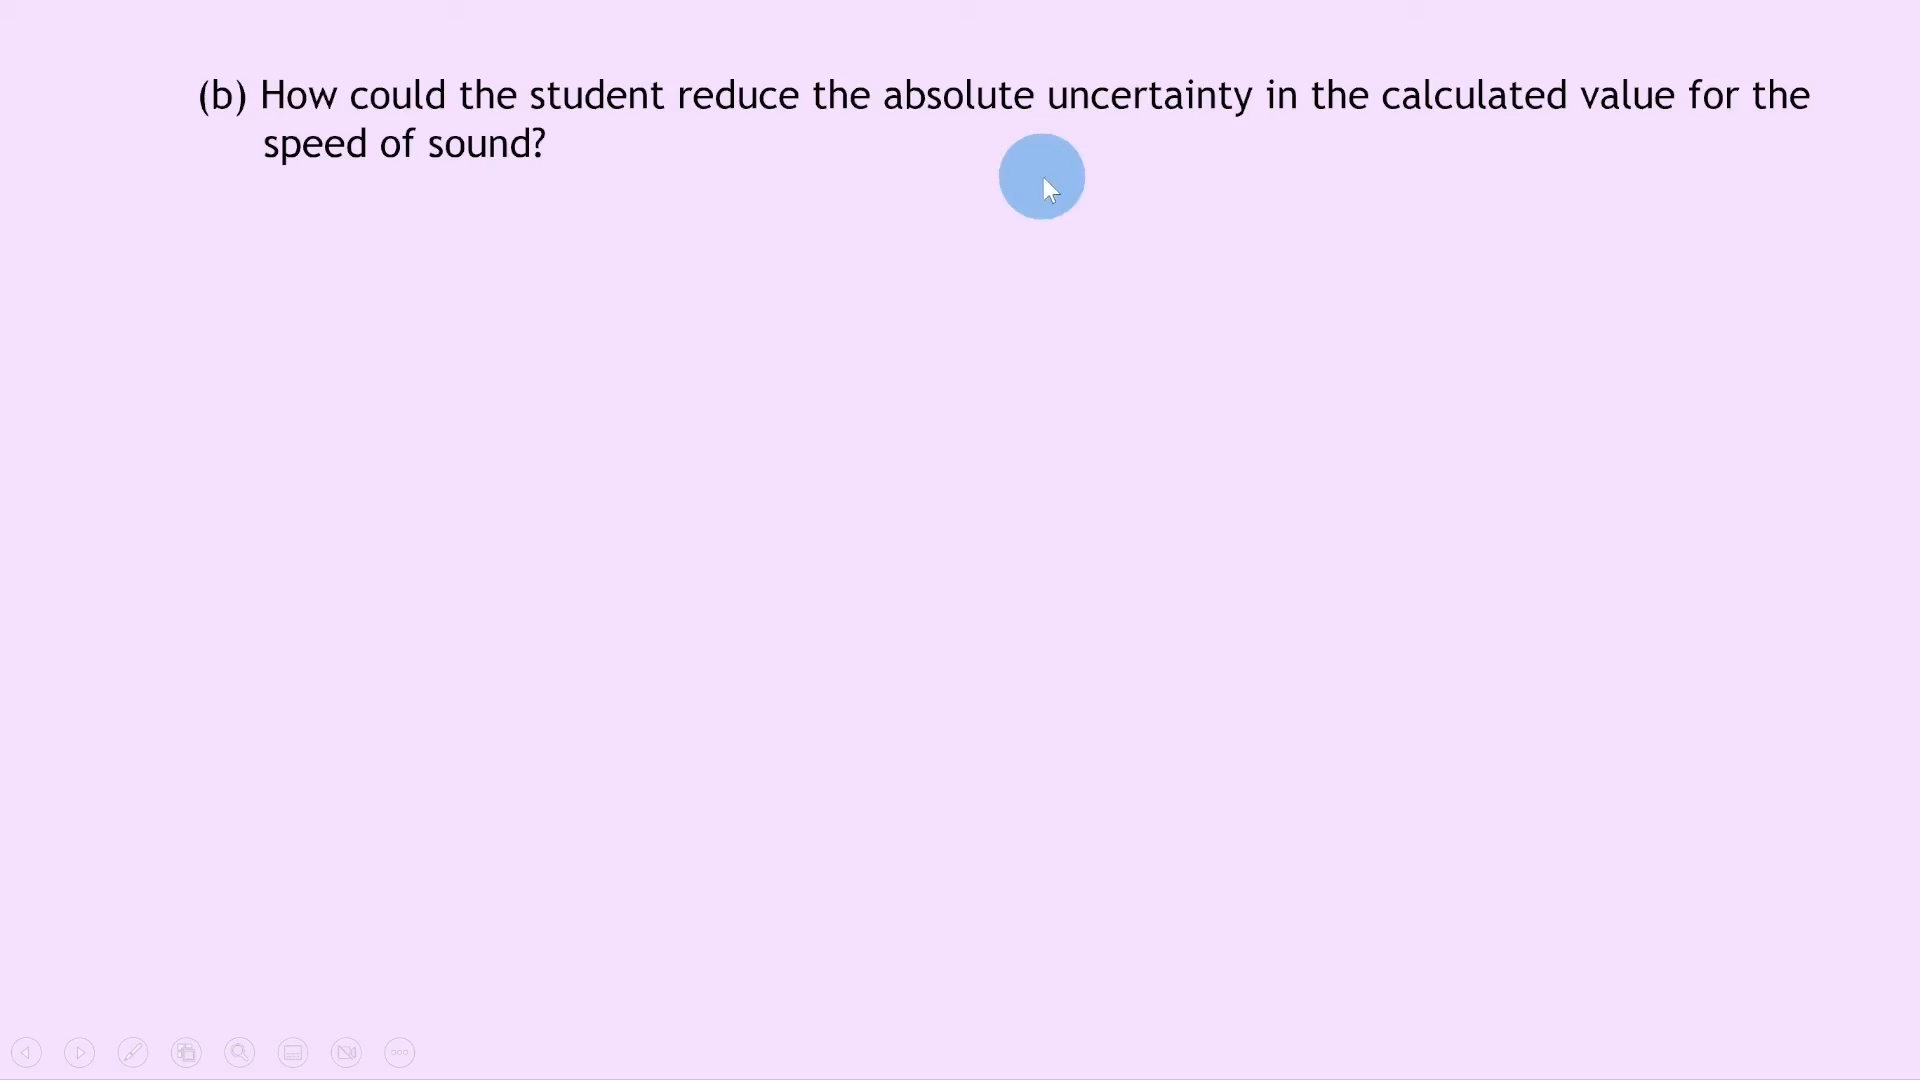 (b) How could the student reduce the absolute uncertainty in the calculated value for the
speed of sound?